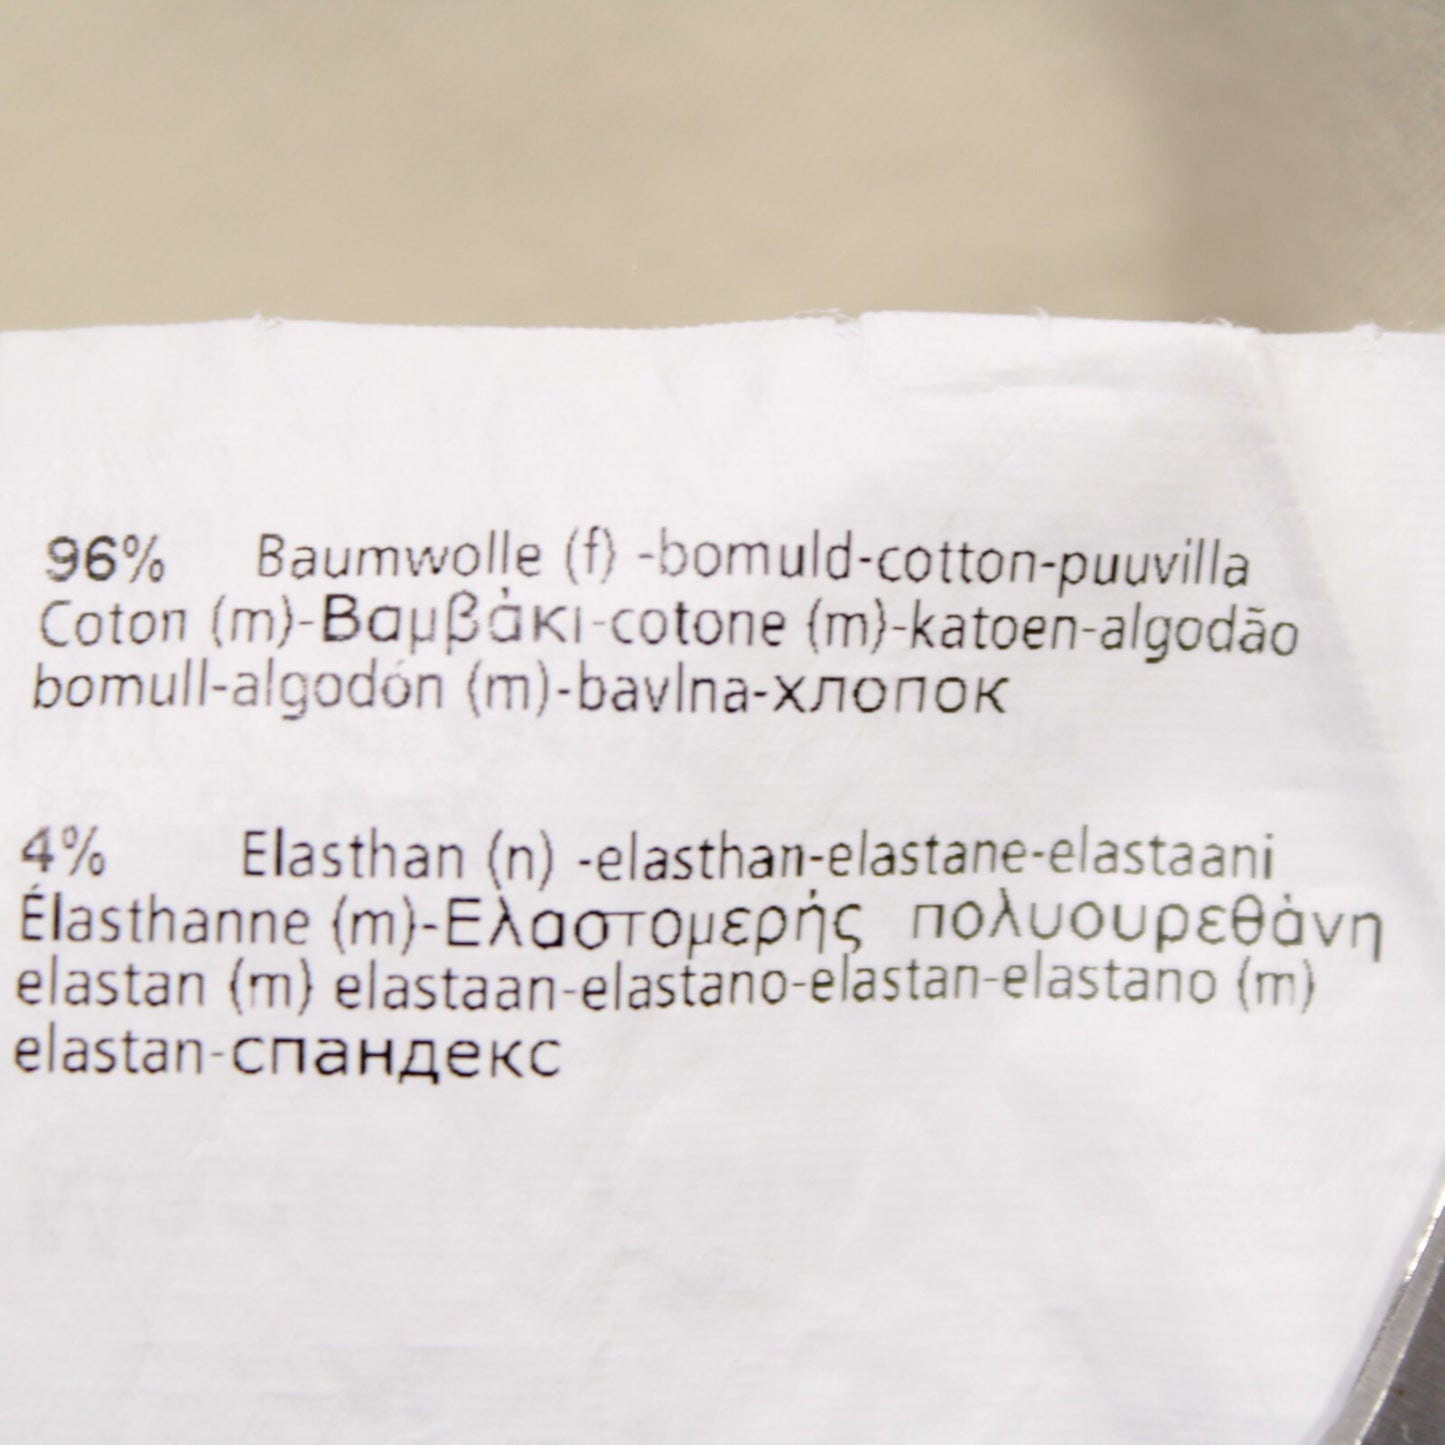 96% Baumwolle (f) -bomuld-cotton-puuvilla
Coton (m)-Βαμβάκι-cotone (m)-katoen-algodão
bomull-algodón (m)-bavlna-хлопок
4% Elasthan (n) -elasthan-elastane-elastaani
Élasthanne (m)-Ελαστομερής πολυουρεθάνη
elastan (m) elastaan-elastano-elastan-elastano (m)
elastan-спандекс